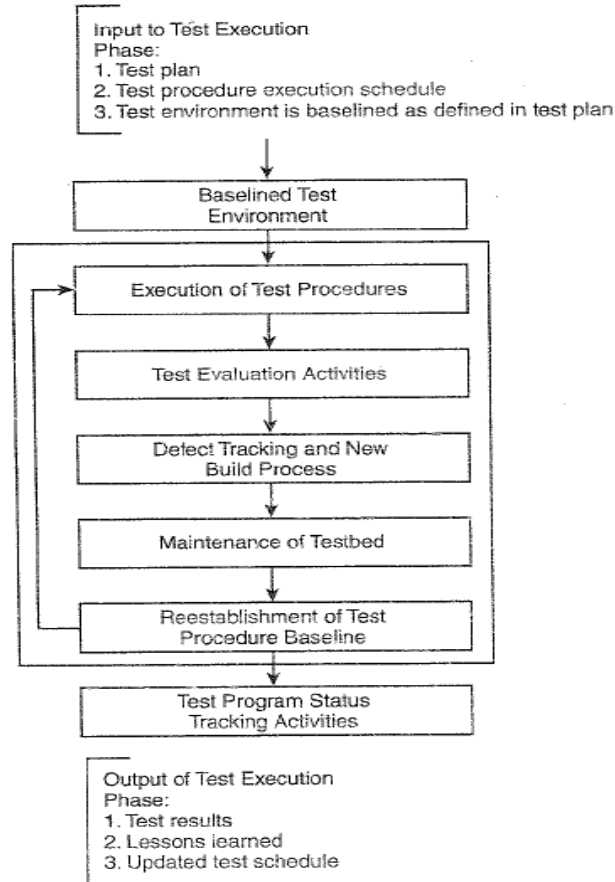 Input to Test Execution
Phase:
1. Test plan
2. Test procedure execution schedule
3. Test environment is baselined as defined in test plan
Baselined Test
Environment
Execution of Test Procedures
Test Evaluation Activities
Defect Tracking and New
Build Process
Maintenance of Testbed
Reestablishment of Test
Procedure Baseline
Test Program Status
Tracking Activities
Output of Test Execution
Phase:
1. Test results
2. Lessons learned
3. Updated test schedule